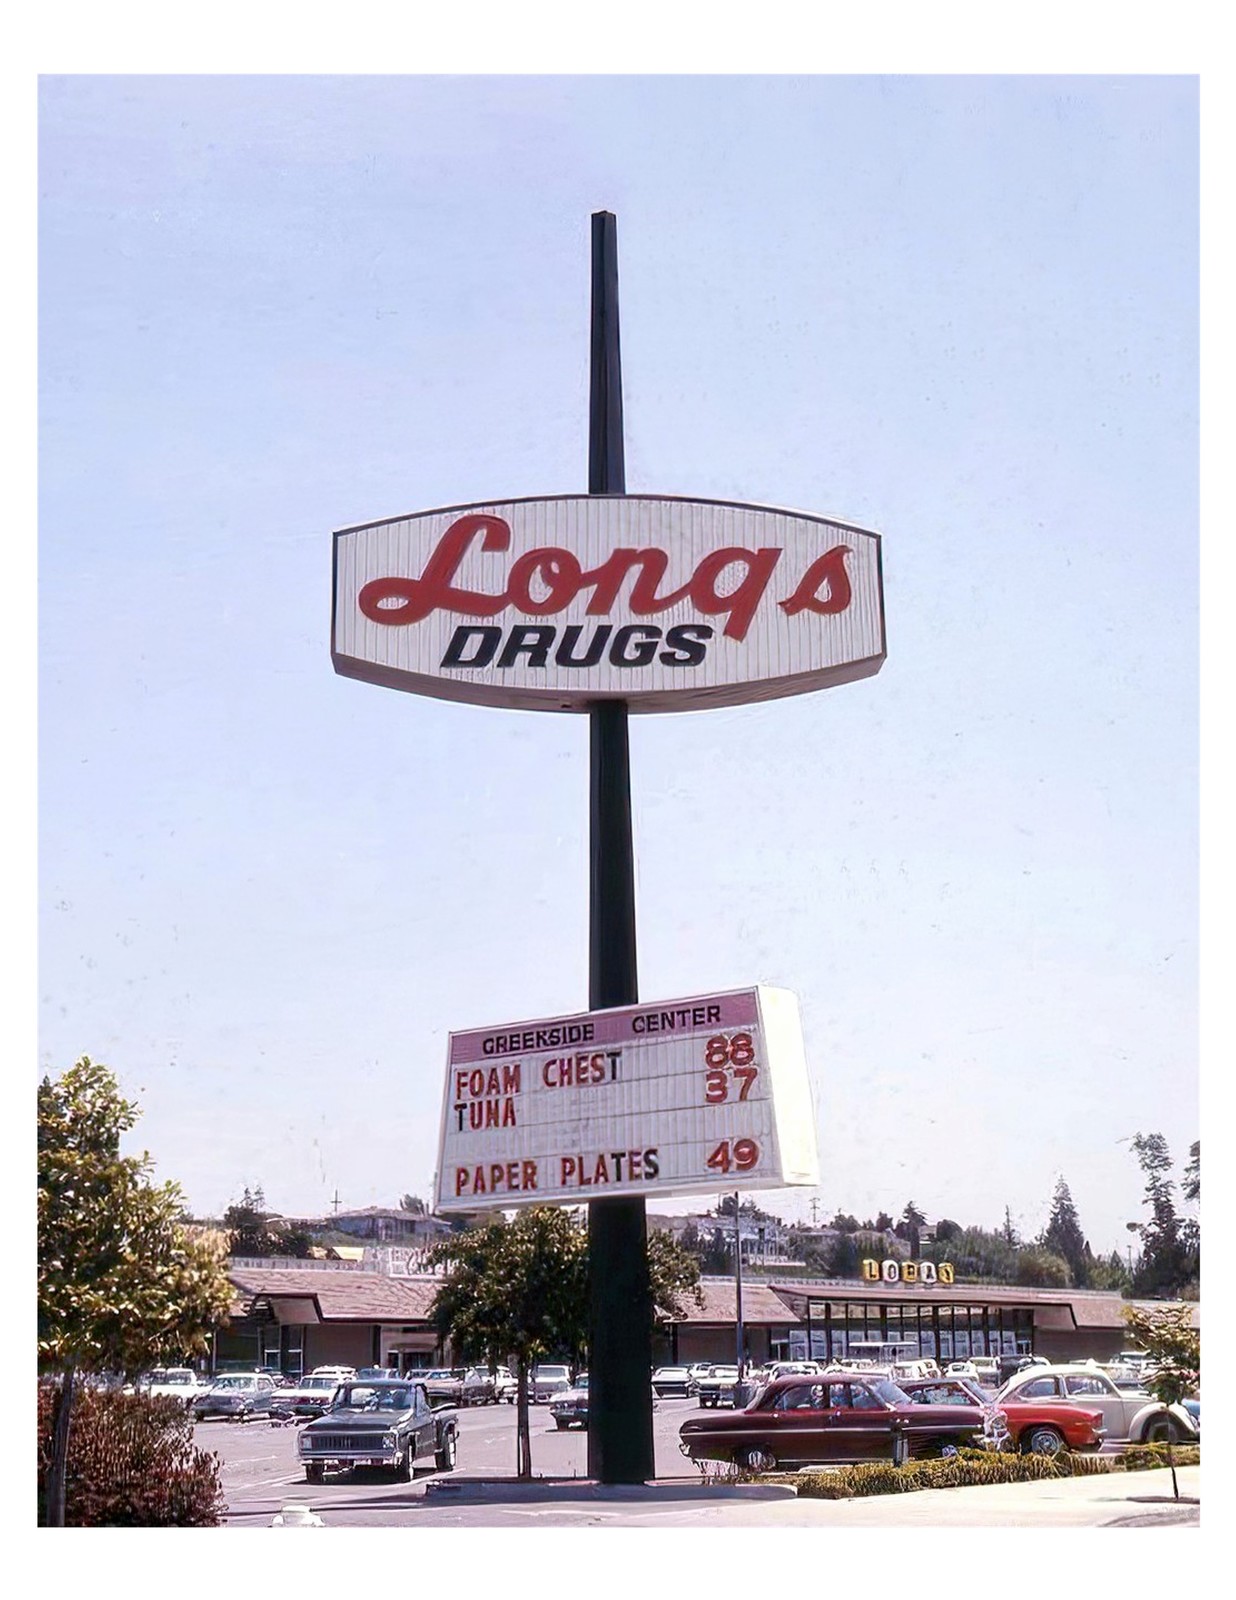 Longs
DRUGS
CREEKSIDE CENTER
FOAM CHEST 88
TUNA 37
PAPER PLATES 49